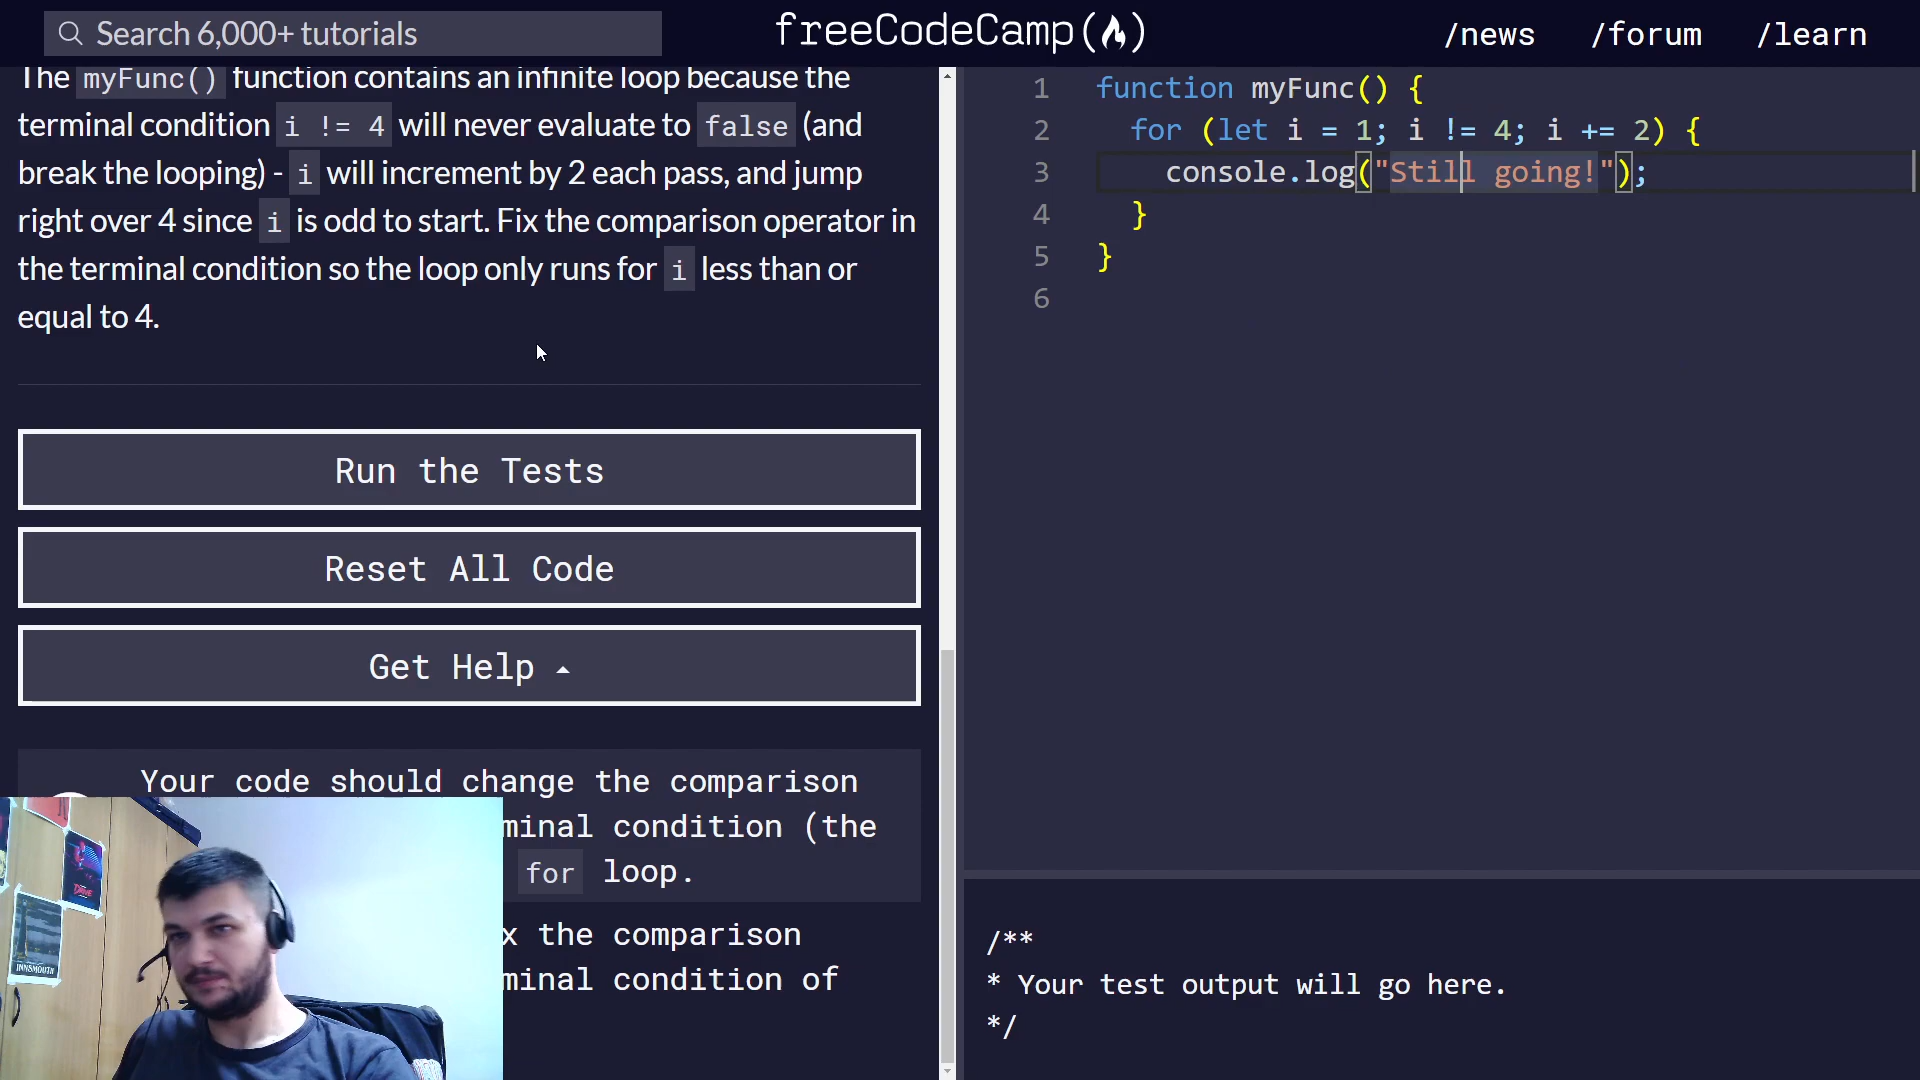 Search 6,000+ tutorials
freeCodeCamp
/news
/forum
/learn
The myFunc() function contains an infinite loop because the
terminal condition i != 4 will never evaluate to false (and
break the looping) - i will increment by 2 each pass, and jump
right over 4 since i is odd to start. Fix the comparison operator in
the terminal condition so the loop only runs for i less than or
equal to 4.
Run the Tests
Reset All Code
Get Help
Your code should change the comparison
minal condition (the
for loop.
x the comparison
minal condition of
INNSMOUTH
1 function myFunc() {
2 for (let i = 1; i != 4; i += 2) {
3 console.log("Still going!");
4 }
5 }
6
/**
* Your test output will go here.
*/